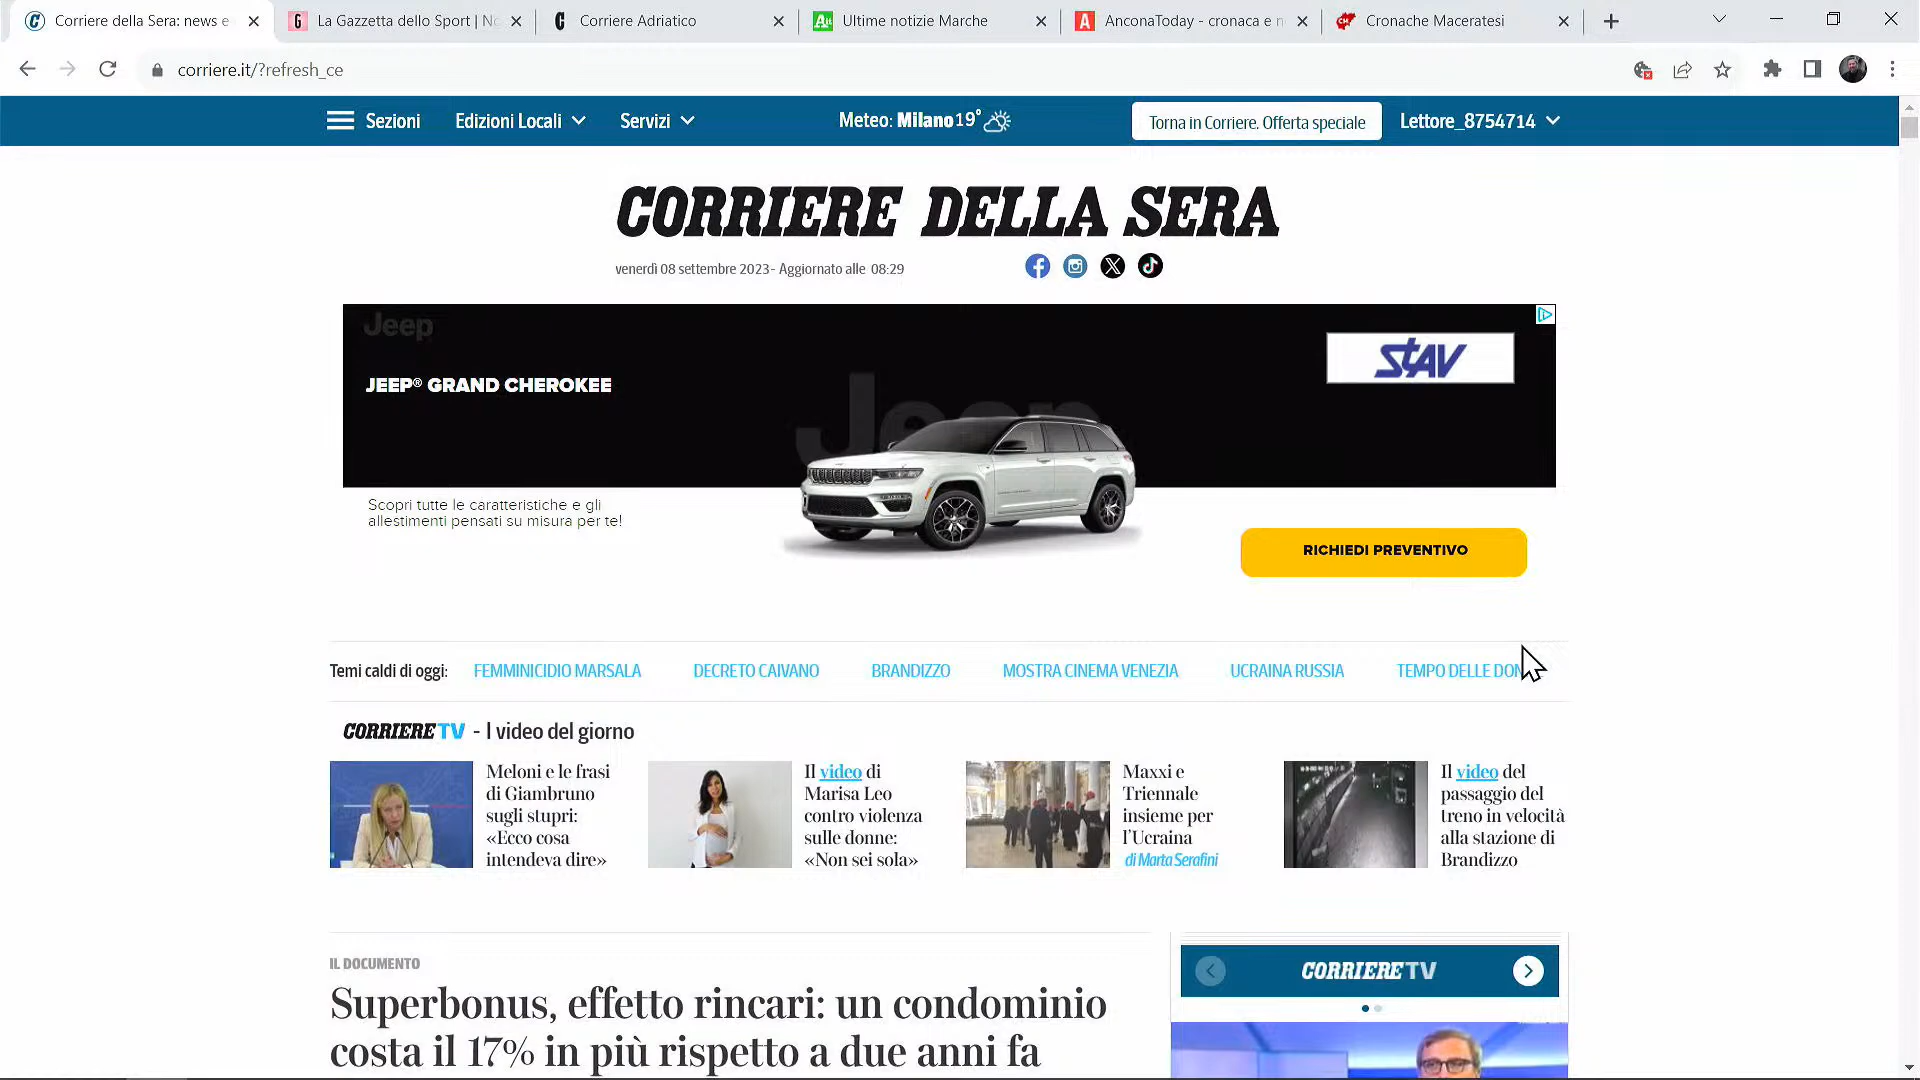 Corriere della Sera: news e
La Gazzetta dello Sport | No
Corriere Adriatico
Ultime notizie Marche
AnconaToday - cronaca e n
Cronache Maceratesi
corriere.it/?refresh_ce
Sezioni
Edizioni Locali
Servizi
Meteo: Milano 19°
Torna in Corriere. Offerta speciale
Lettore_8754714
CORRIERE DELLA SERA
venerdì 08 settembre 2023 - Aggiornato alle 08:29
Jeep
JEEP® GRAND CHEROKEE
STAV
Jeep
Scopri tutte le caratteristiche e gli
allestimenti pensati su misura per te!
RICHIEDI PREVENTIVO
Temi caldi di oggi:
FEMMINICIDIO MARSALA
DECRETO CAIVANO
BRANDIZZO
MOSTRA CINEMA VENEZIA
UCRAINA RUSSIA
TEMPO DELLE DON
CORRIERE TV - I video del giorno
Meloni e le frasi
di Giambruno
sugli stupri:
«Ecco cosa
intendeva dire»
Il video di
Marisa Leo
contro violenza
sulle donne:
«Non sei sola»
Maxxi e
Triennale
insieme per
l'Ucraina
di Marta Serafini
Il video del
passaggio del
treno in velocità
alla stazione di
Brandizzo
IL DOCUMENTO
Superbonus, effetto rincari: un condominio
costa il 17% in più rispetto a due anni fa
CORRIERE TV